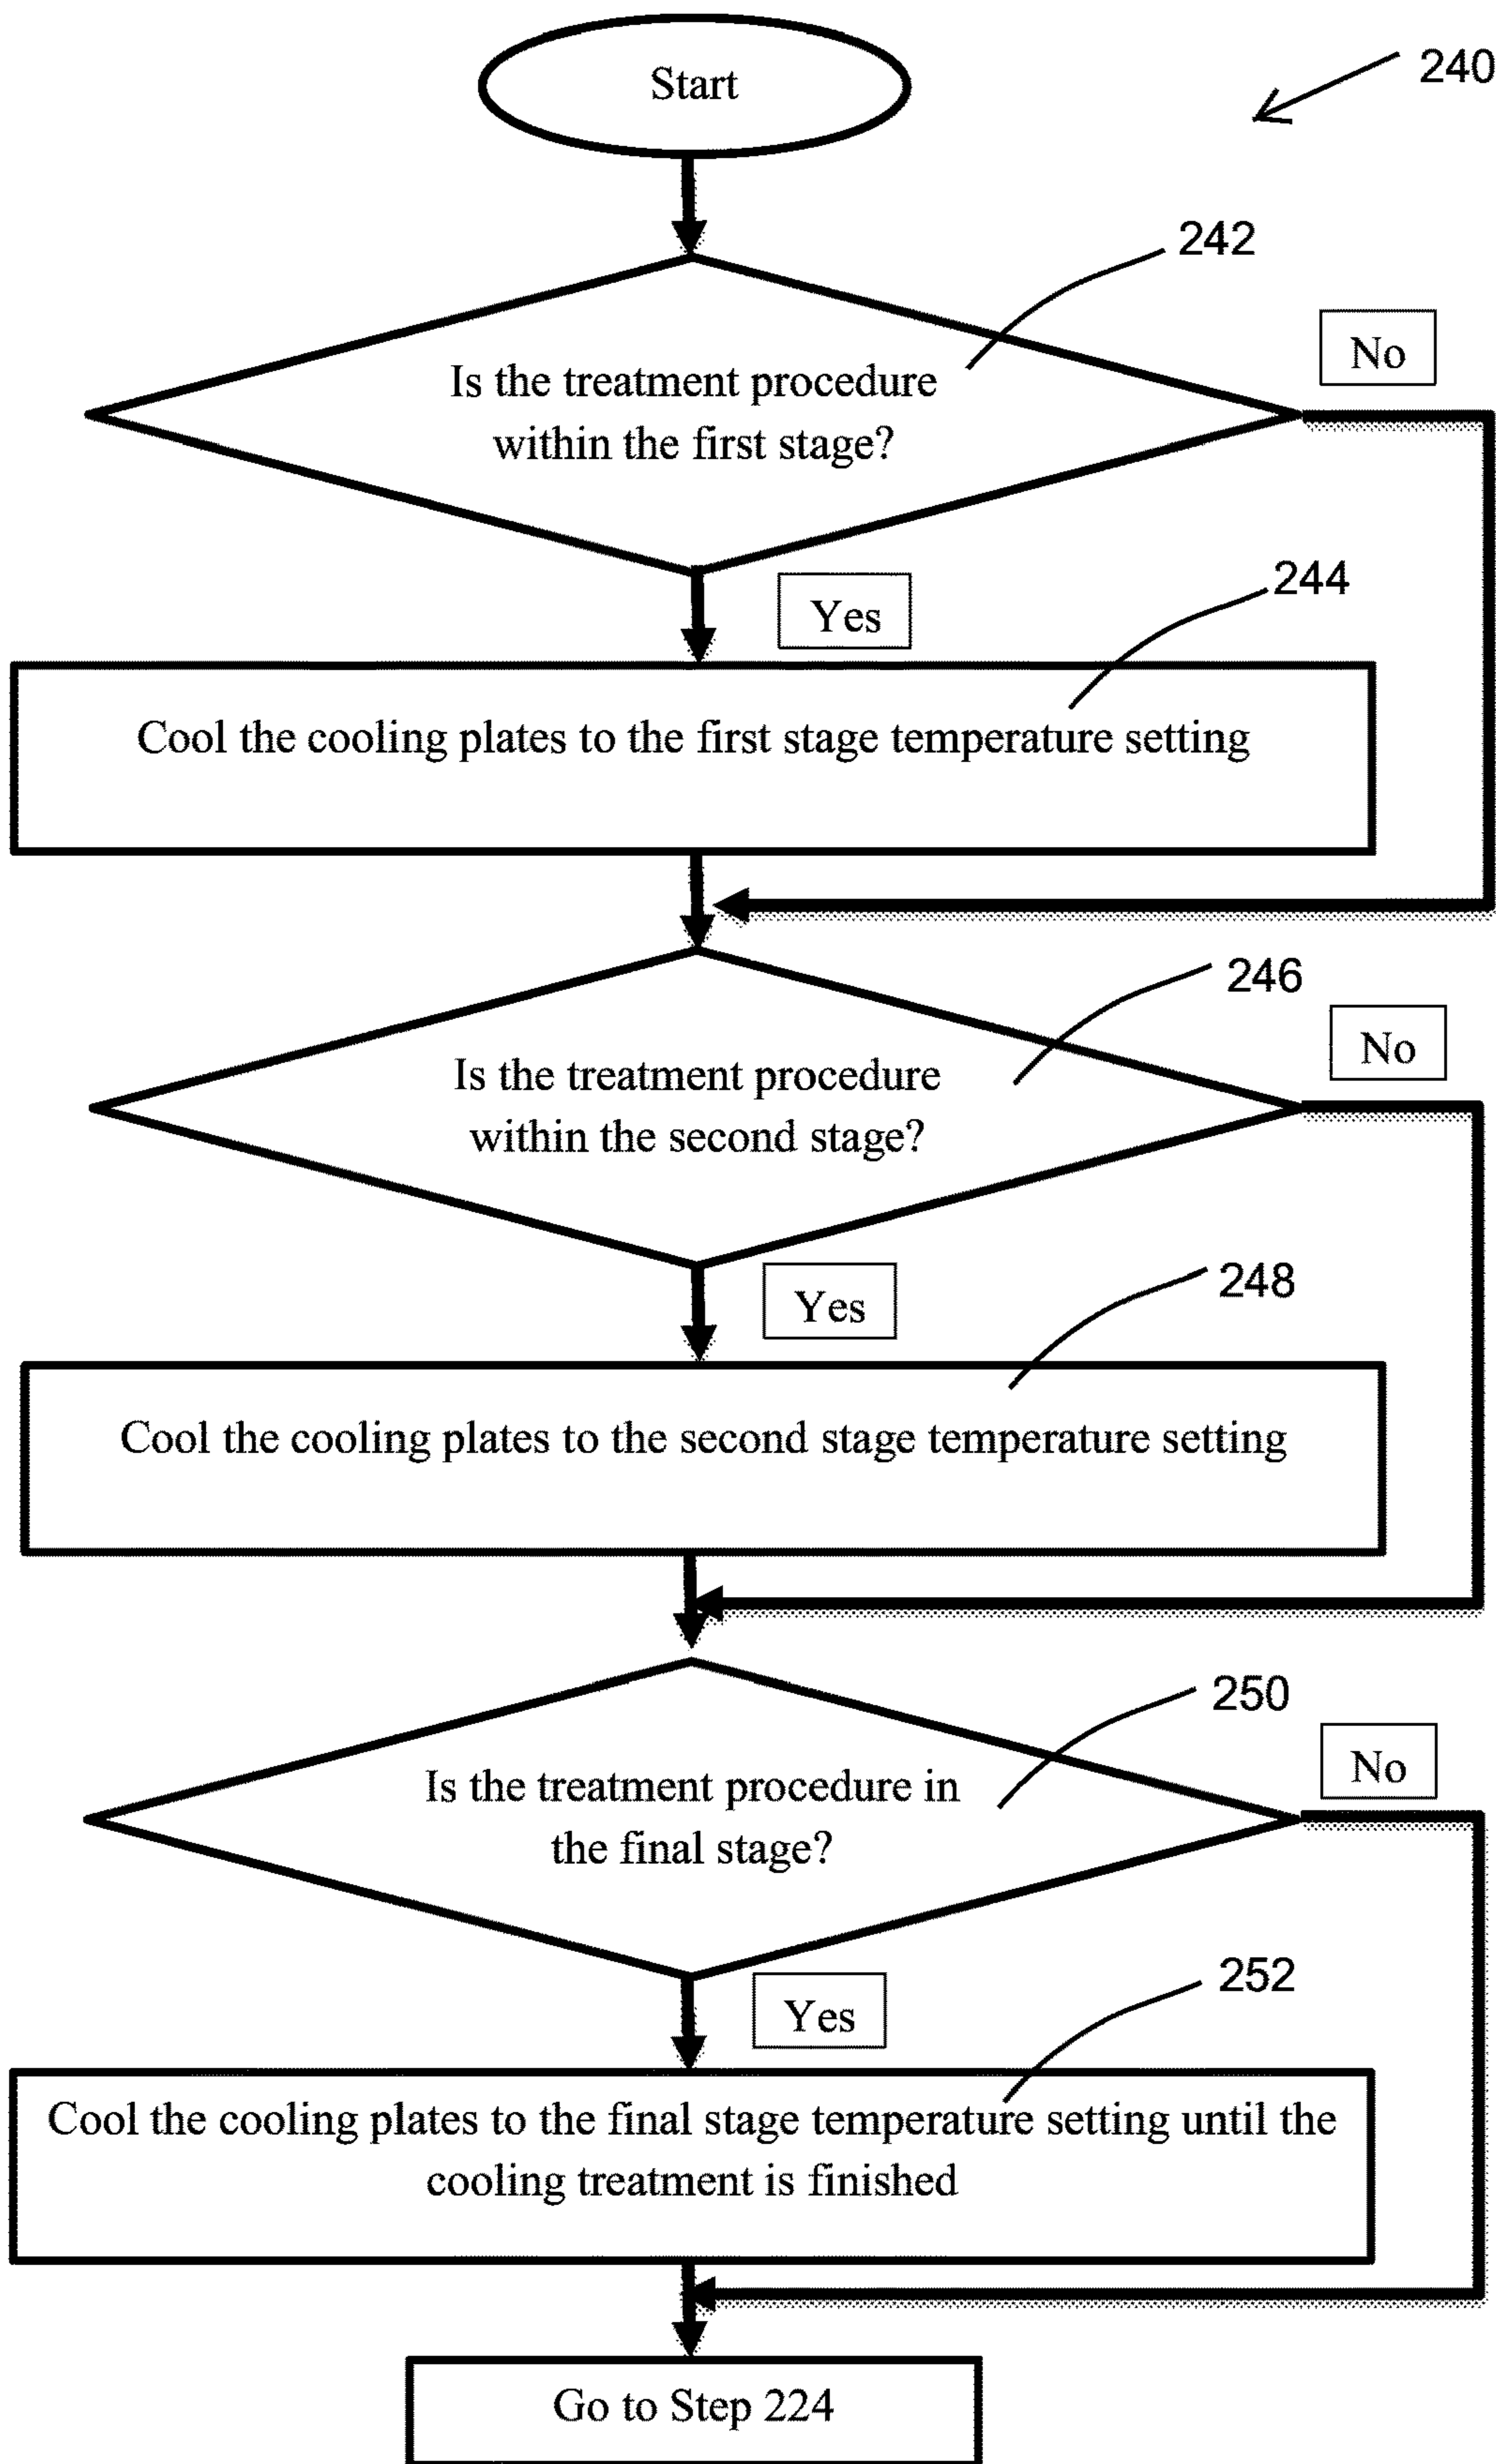 Start
240
242
Is the treatment procedure
within the first stage?
No
Yes
244
Cool the cooling plates to the first stage temperature setting
246
Is the treatment procedure
within the second stage?
No
Yes
248
Cool the cooling plates to the second stage temperature setting
250
Is the treatment procedure in
the final stage?
No
Yes
252
Cool the cooling plates to the final stage temperature setting until the
cooling treatment is finished
Go to Step 224